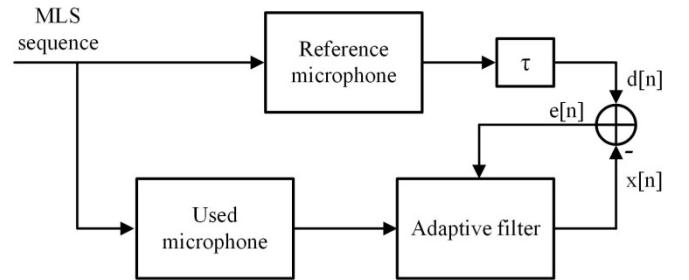 MLS
sequence
Reference
microphone
τ
d[n]
e[n]
-
x[n]
Used
microphone
Adaptive filter